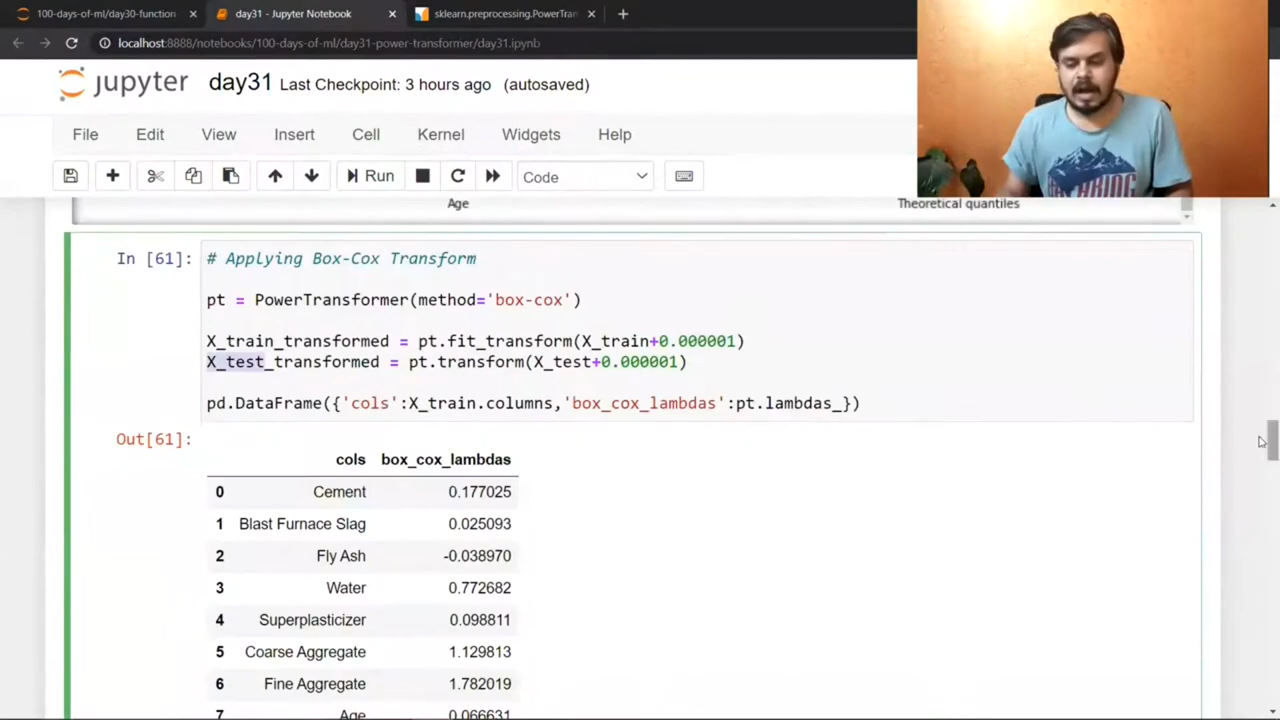 100-days-of-ml/day30-function
day31 - Jupyter Notebook
sklearn.preprocessing.PowerTran
localhost:8888/notebooks/100-days-of-ml/day31-power-transformer/day31.ipynb
jupyter day31 Last Checkpoint: 3 hours ago (autosaved)
File Edit View Insert Cell Kernel Widgets Help
Run Code
Age Theoretical quantiles
In [61]: # Applying Box-Cox Transform
pt = PowerTransformer(method='box-cox')
X_train_transformed = pt.fit_transform(X_train+0.000001)
X_test_transformed = pt.transform(X_test+0.000001)
pd.DataFrame({'cols':X_train.columns,'box_cox_lambdas':pt.lambdas_})
Out[61]:
cols box_cox_lambdas
0 Cement 0.177025
1 Blast Furnace Slag 0.025093
2 Fly Ash -0.038970
3 Water 0.772682
4 Superplasticizer 0.098811
5 Coarse Aggregate 1.129813
6 Fine Aggregate 1.782019
7 Age 0.066631